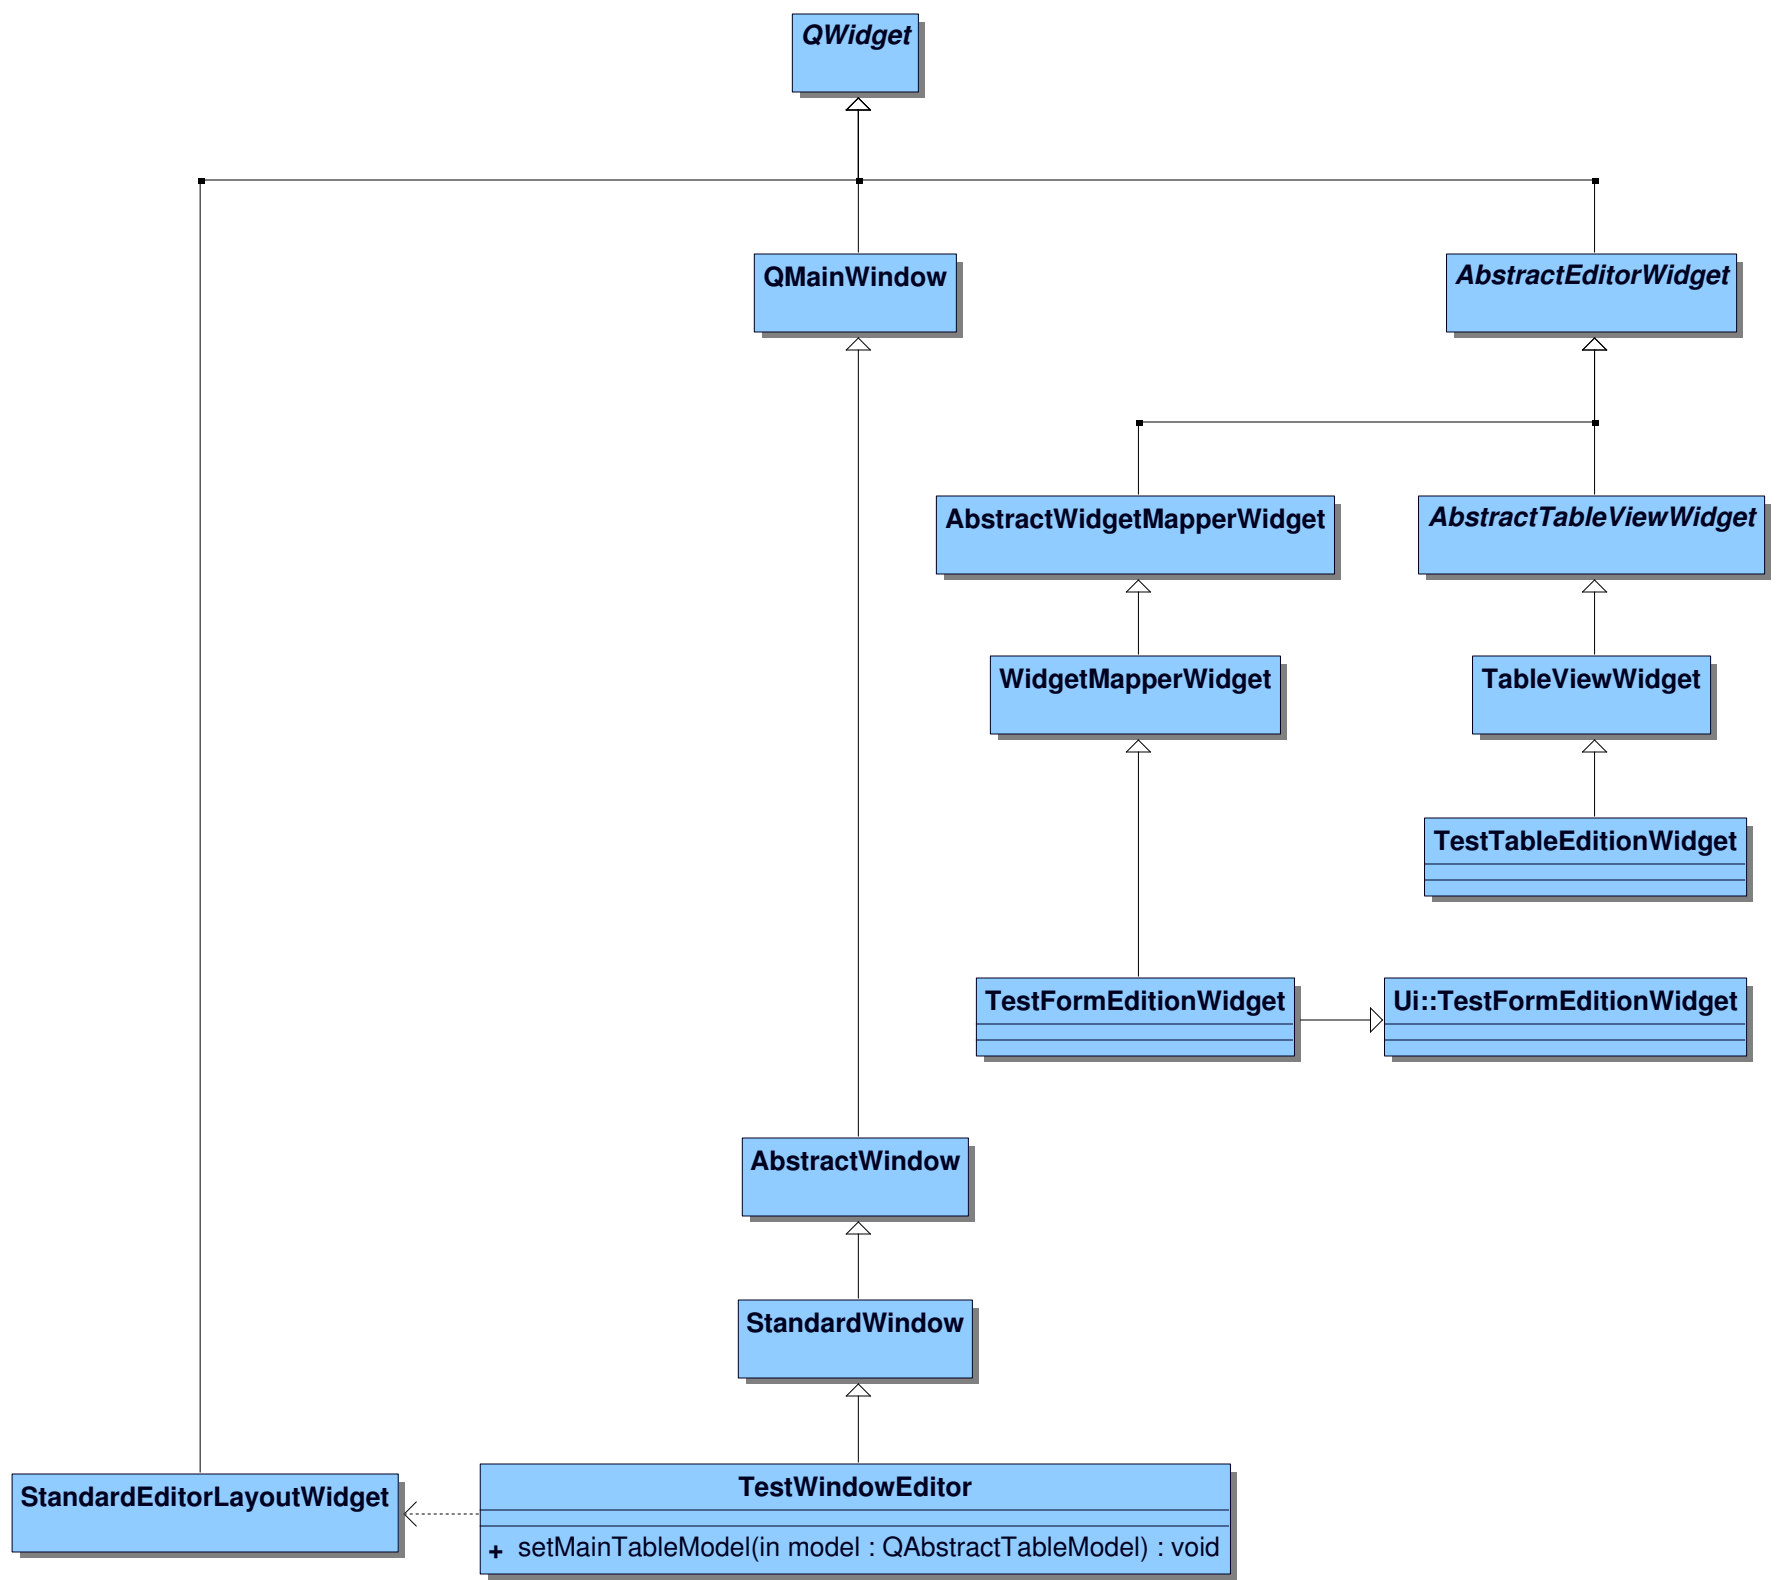 QWidget
QMainWindow
AbstractEditorWidget
AbstractWidgetMapperWidget
AbstractTableViewWidget
WidgetMapperWidget
TableViewWidget
TestTableEditionWidget
TestFormEditionWidget
Ui::TestFormEditionWidget
AbstractWindow
StandardWindow
StandardEditorLayoutWidget
TestWindowEditor
+ setMainTableModel(in model : QAbstractTableModel) : void